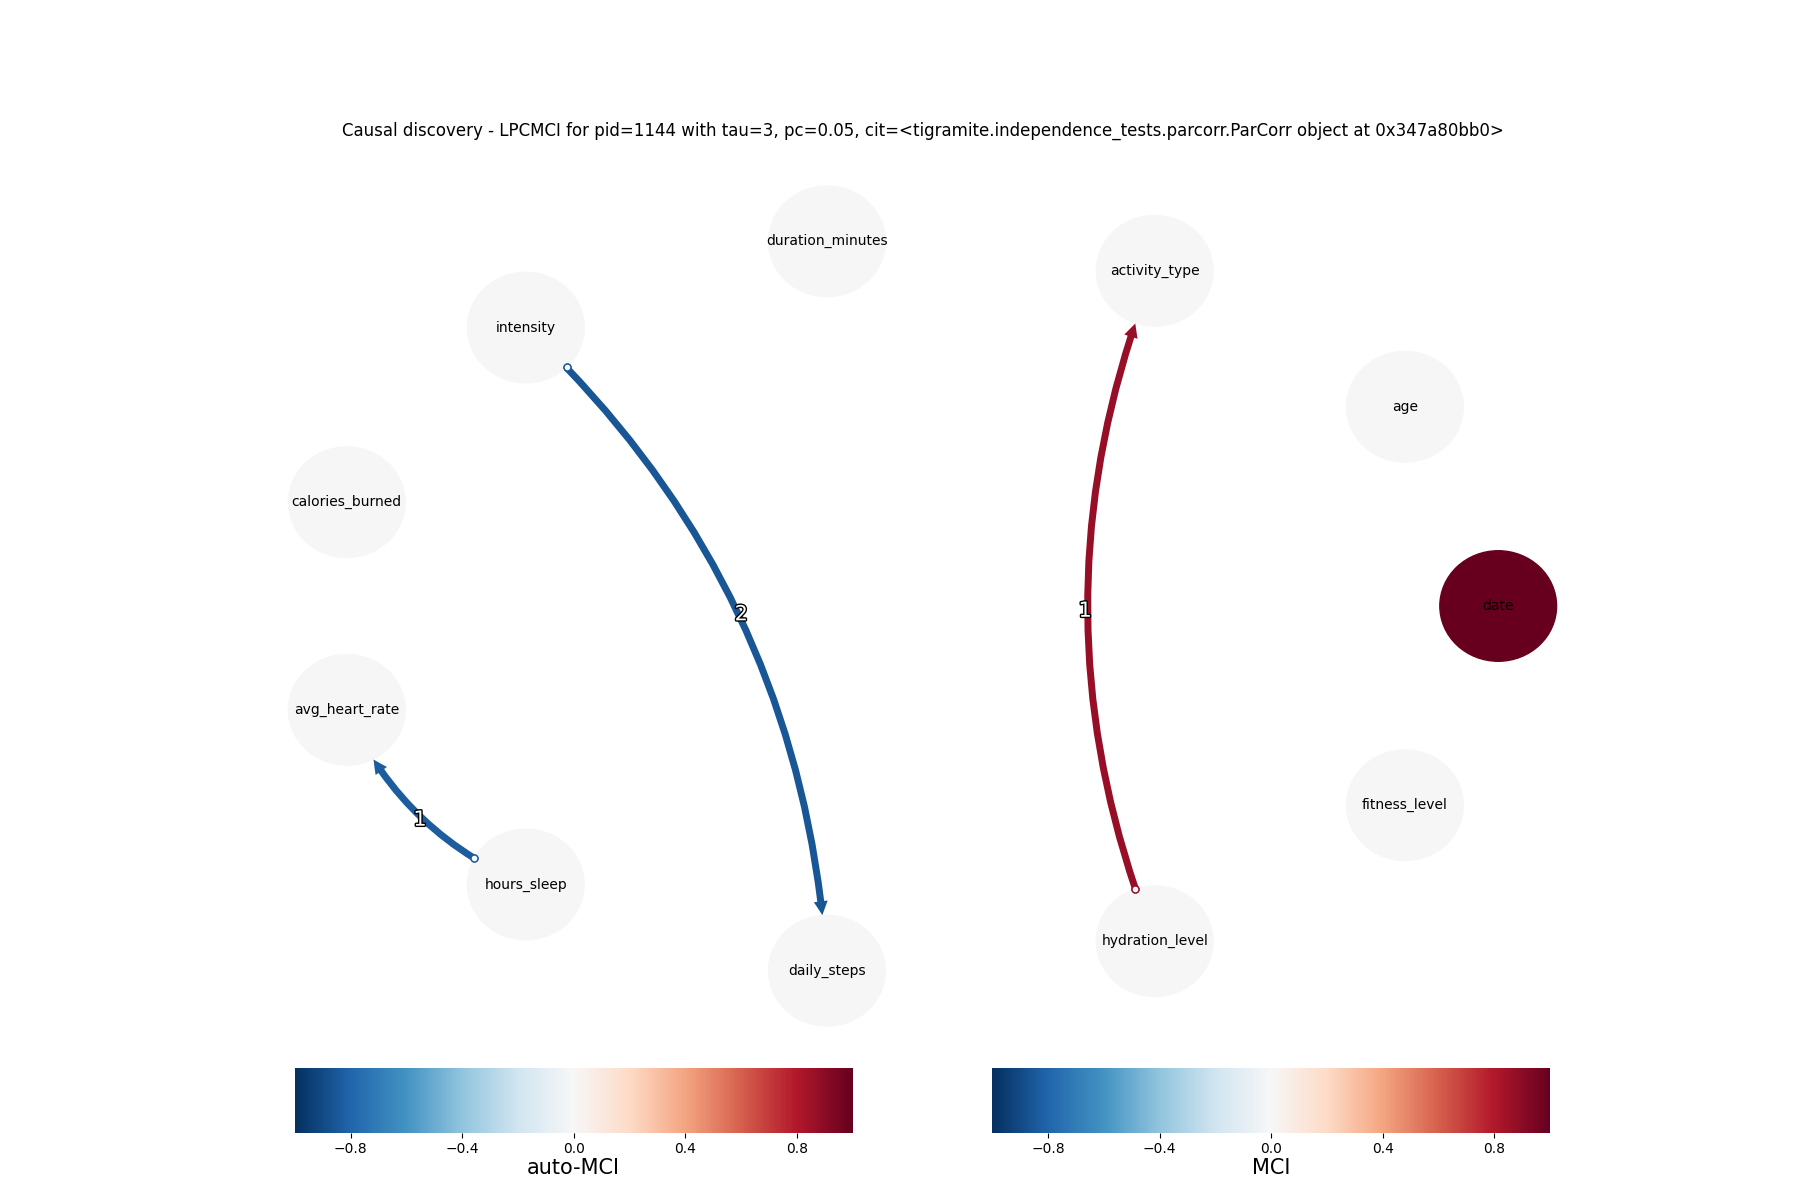 Causal discovery - LPCMCI for pid=1144 with tau=3, pc=0.05, cit=<tigramite.independence_tests.parcorr.ParCorr object at 0x347a80bb0>
duration_minutes
activity_type
intensity
age
calories_burned
date
2
1
avg_heart_rate
fitness_level
1
hours_sleep
hydration_level
daily_steps
−0.8 −0.4 0.0 0.4 0.8
auto-MCI
−0.8 −0.4 0.0 0.4 0.8
MCI